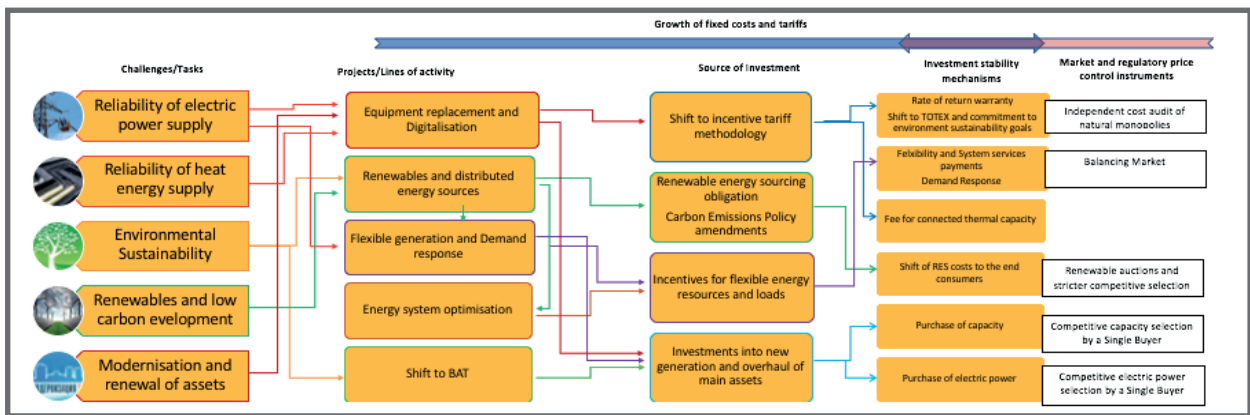 Growth of fixed costs and tariffs
Challenges/Tasks
Projects/Lines of activity
Source of Investment
Investment stability
mechanisms
Market and regulatory price
control instruments
Reliability of electric
power supply
Reliability of heat
energy supply
Environmental
Sustainability
Renewables and low
carbon evelopment
Modernisation and
renewal of assets
Equipment replacement and
Digitalisation
Renewables and distributed
energy sources
Flexible generation and Demand
response
Energy system optimisation
Shift to BAT
Shift to incentive tariff
methodology
Renewable energy sourcing
obligation
Carbon Emissions Policy
amendments
Incentives for flexible energy
resources and loads
Investments into new
generation and overhaul of
main assets
Rate of return warranty
Shift to TOTEX and commitment to
environment sustainability goals
Felxibility and System services
payments
Demand Response
Fee for connected thermal capacity
Shift of RES costs to the end
consumers
Purchase of capacity
Purchase of electric power
Independent cost audit of
natural monopolies
Balancing Market
Renewable auctions and
stricter competitive selection
Competitive capacity selection
by a Single Buyer
Competitive electric power
selection by a Single Buyer